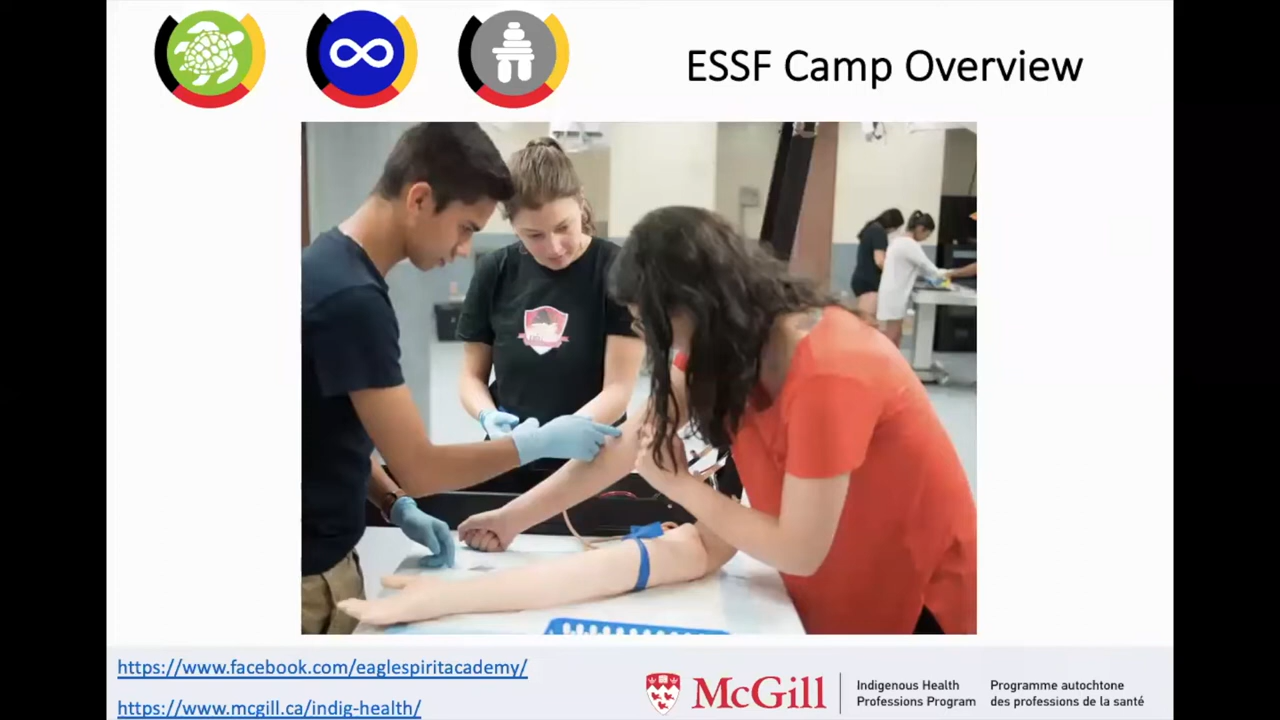 ESSF Camp Overview
https://www.facebook.com/eaglespiritacademy/
https://www.mcgill.ca/indig-health/
McGill
Indigenous Health
Professions Program
Programme autochtone
des professions de la santé